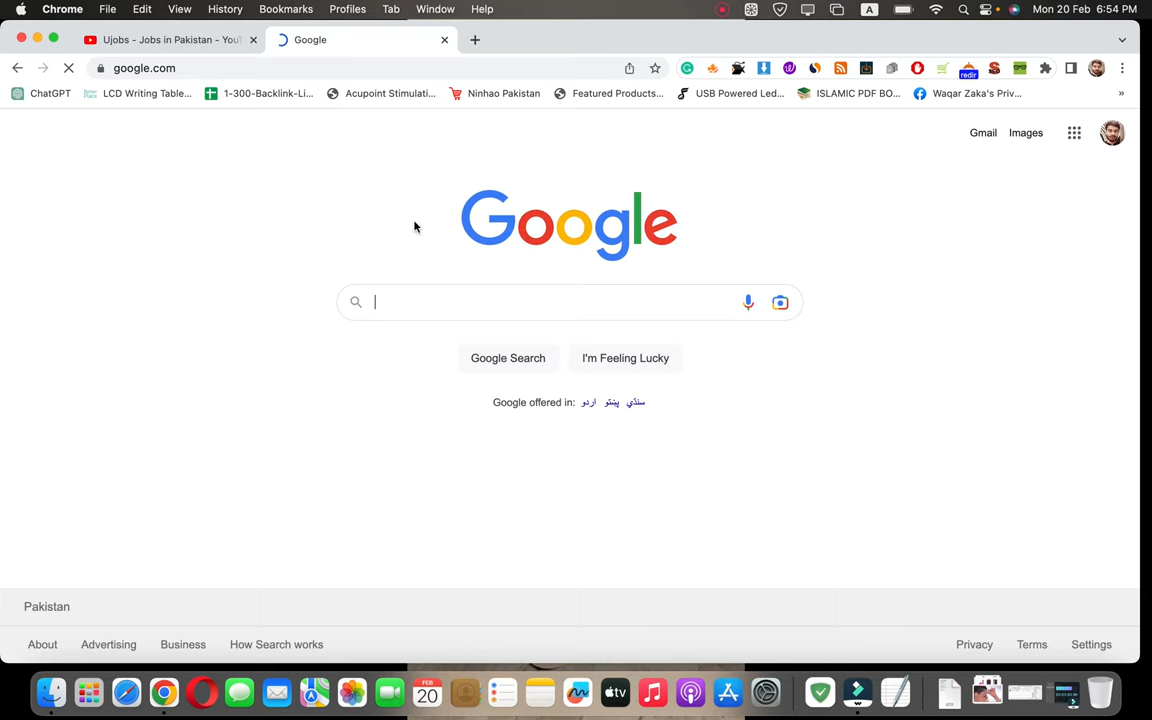 Chrome File Edit View History Bookmarks Profiles Tab Window Help A Mon 20 Feb 6:54 PM
Ujobs - Jobs in Pakistan - YouT Google
google.com redir
ChatGPT LCD Writing Table... 1-300-Backlink-Li... Acupoint Stimulati... Ninhao Pakistan Featured Products... USB Powered Led... ISLAMIC PDF BO... Waqar Zaka's Priv... »
Gmail Images
Google
Google Search I'm Feeling Lucky
Google offered in: اردو پښتو سنڌي
Pakistan
About Advertising Business How Search works Privacy Terms Settings
FEB 20 tv